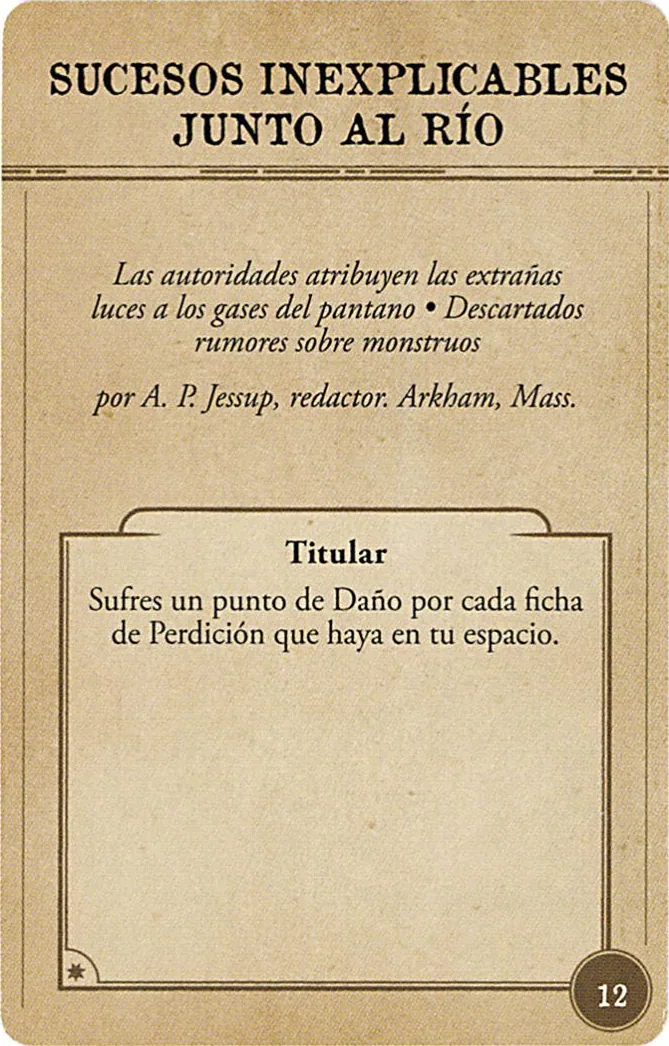 SUCESOS INEXPLICABLES
JUNTO AL RÍO
Las autoridades atribuyen las extrañas
luces a los gases del pantano • Descartados
rumores sobre monstruos
por A. P. Jessup, redactor. Arkham, Mass.
Titular
Sufres un punto de Daño por cada ficha
de Perdición que haya en tu espacio.
12